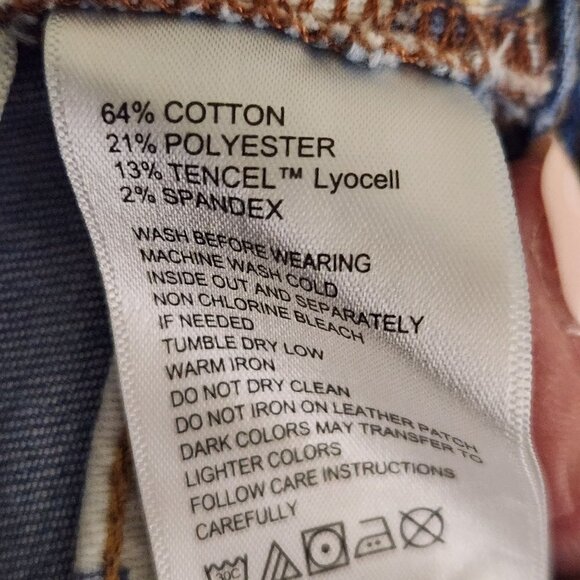 64% COTTON
21% POLYESTER
13% TENCEL™ Lyocell
2% SPANDEX
WASH BEFORE WEARING
MACHINE WASH COLD
INSIDE OUT AND SEPARATELY
NON CHLORINE BLEACH
IF NEEDED
TUMBLE DRY LOW
WARM IRON
DO NOT DRY CLEAN
DO NOT IRON ON LEATHER PATCH
DARK COLORS MAY TRANSFER TO
LIGHTER COLORS
FOLLOW CARE INSTRUCTIONS
CAREFULLY
30C